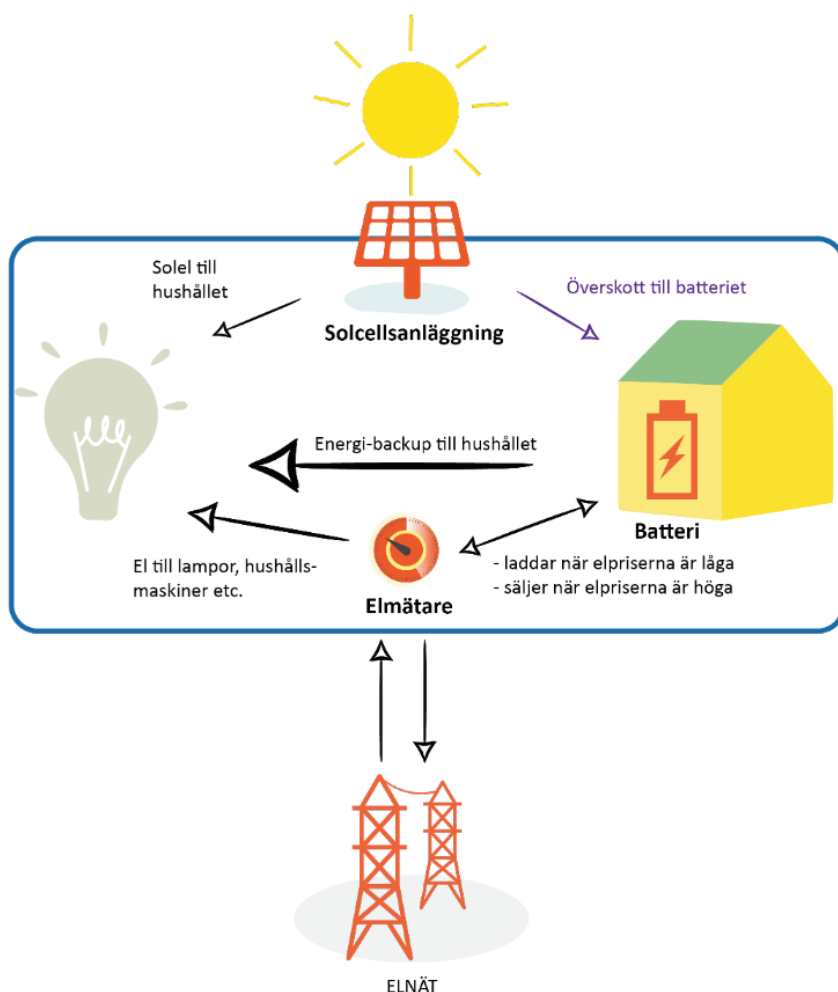 Solel till
hushållet
Överskott till batteriet
Solcellsanläggning
Energi-backup till hushållet
Batteri
El till lampor, hushålls-
maskiner etc.
- laddar när elpriserna är låga
- säljer när elpriserna är höga
Elmätare
ELNÄT